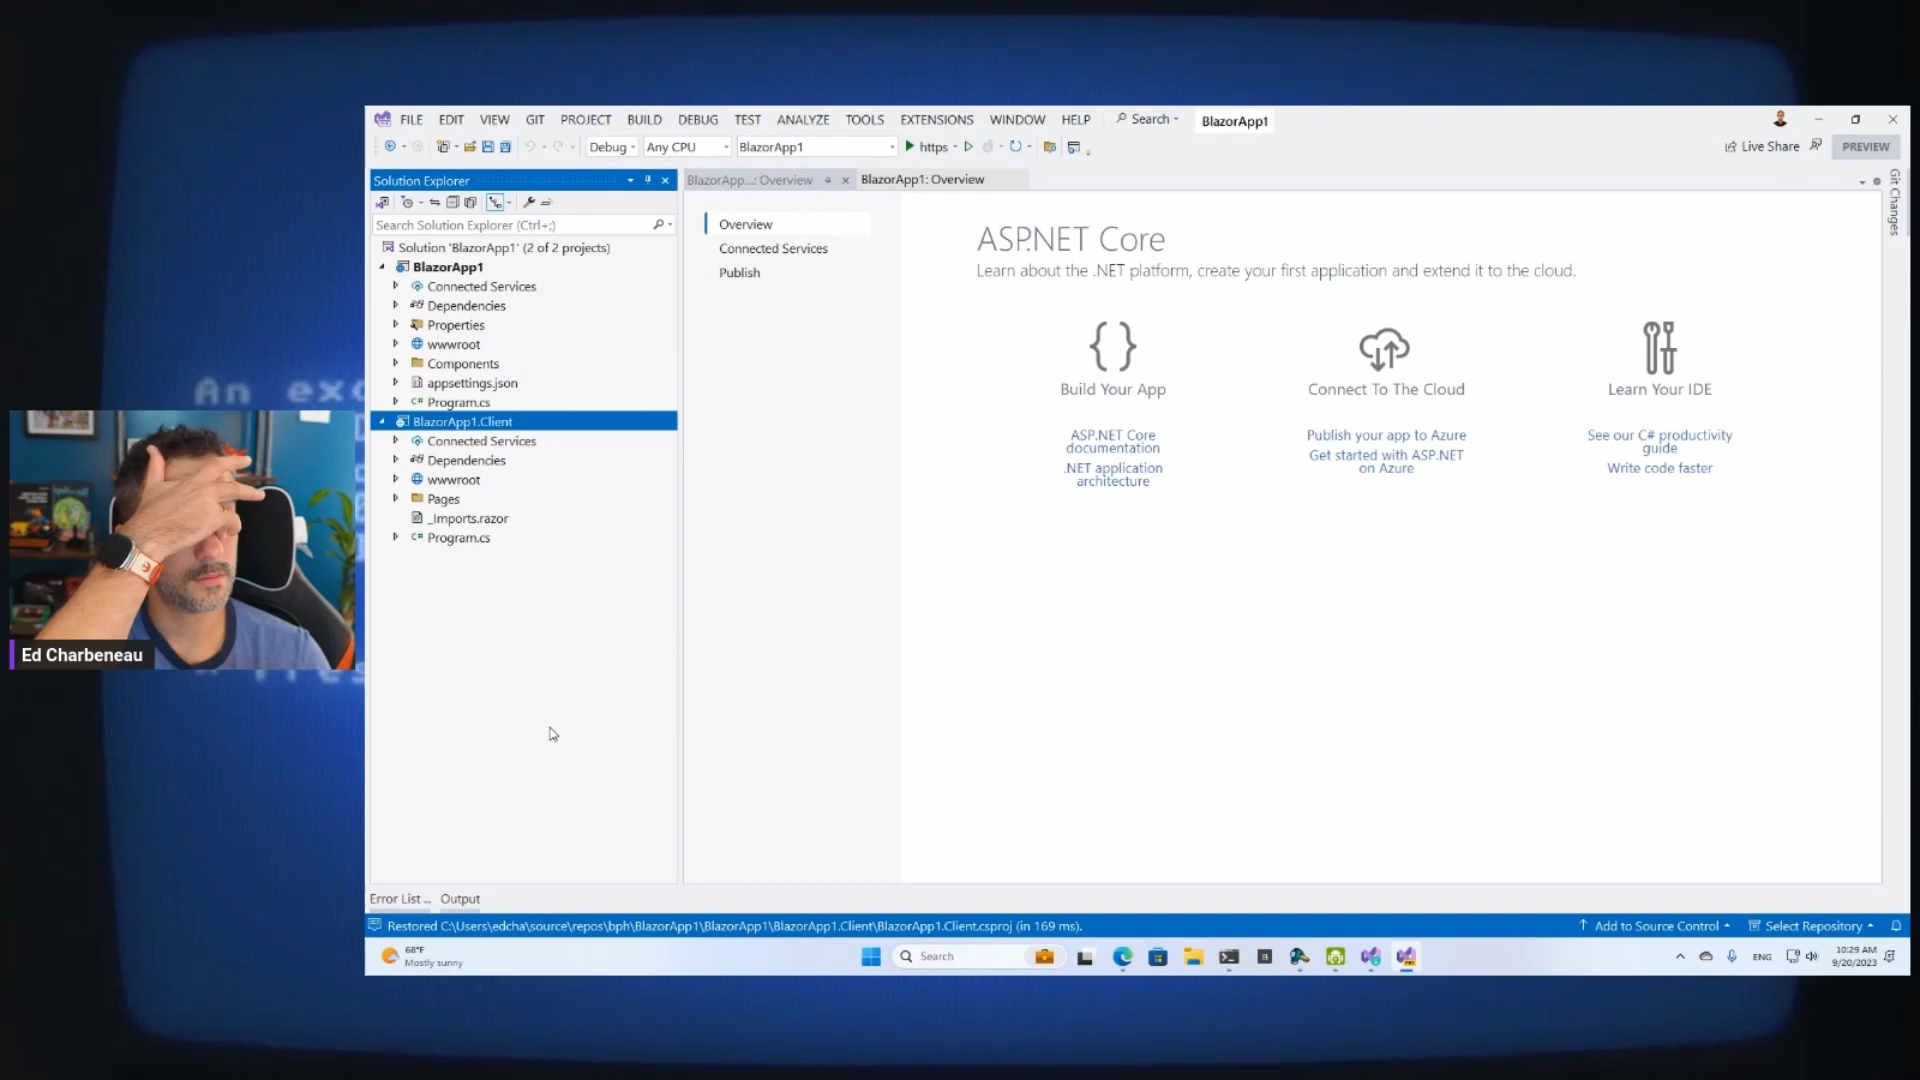 FILE EDIT VIEW GIT PROJECT BUILD DEBUG TEST ANALYZE TOOLS EXTENSIONS WINDOW HELP Search BlazorApp1
Debug Any CPU BlazorApp1 https Live Share PREVIEW
Solution Explorer
BlazorApp...: Overview
BlazorApp1: Overview
Git Changes
Search Solution Explorer (Ctrl+;)
Solution 'BlazorApp1' (2 of 2 projects)
BlazorApp1
Connected Services
Dependencies
Properties
wwwroot
Components
appsettings.json
Program.cs
BlazorApp1.Client
Connected Services
Dependencies
wwwroot
Pages
_Imports.razor
Program.cs
Overview
Connected Services
Publish
ASP.NET Core
Learn about the .NET platform, create your first application and extend it to the cloud.
Build Your App
ASP.NET Core
documentation
.NET application
architecture
Connect To The Cloud
Publish your app to Azure
Get started with ASP.NET
on Azure
Learn Your IDE
See our C# productivity
guide
Write code faster
An exc
Ed Charbeneau
Error List ... Output
Restored C:\Users\edcha\source\repos\bph\BlazorApp1\BlazorApp1\BlazorApp1.Client\BlazorApp1.Client.csproj (in 169 ms).
Add to Source Control Select Repository
68°F
Mostly sunny
Search
ENG
10:29 AM
9/20/2023